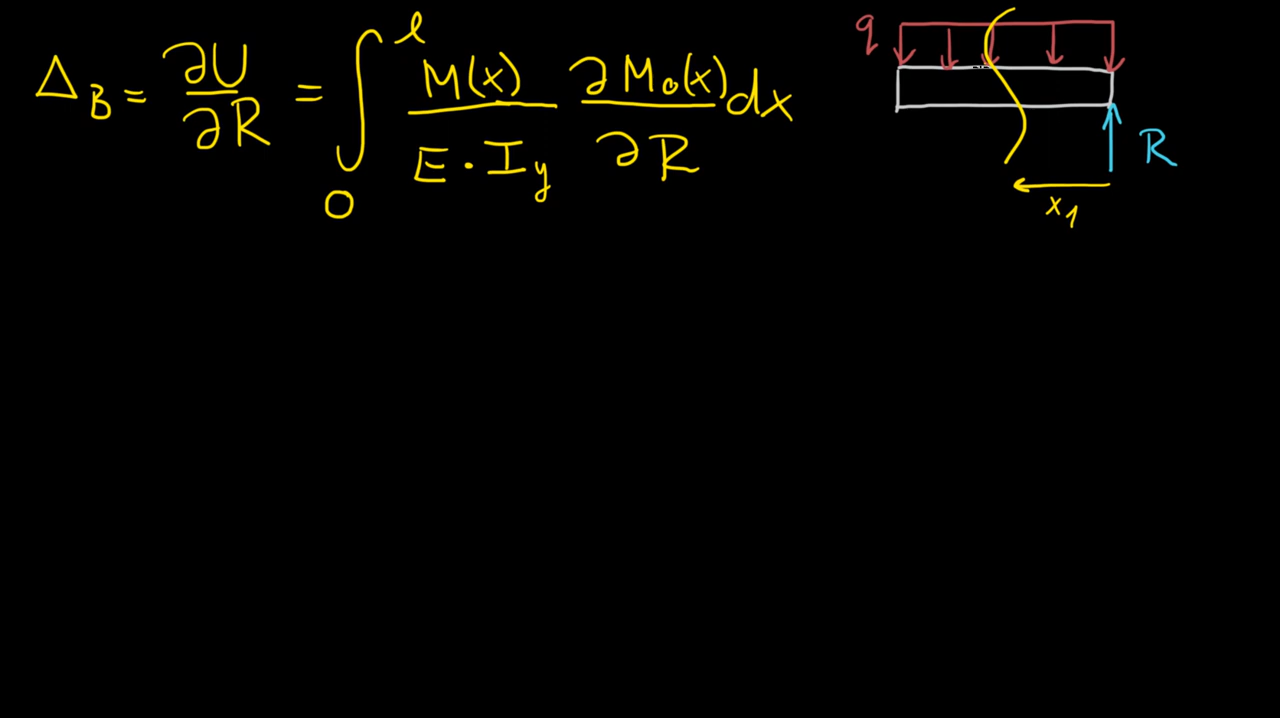 Δ_B = ∂U/∂R = ∫_0^l M(x)/(E · I_y) ∂M_0(x)/∂R dx
q
R
x_1